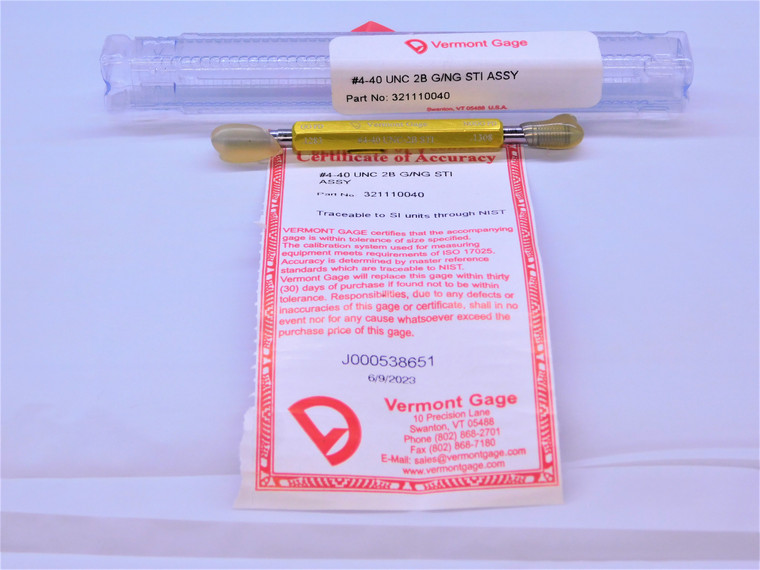 Vermont Gage
#4-40 UNC 2B G/NG STI ASSY
Part No: 321110040
Swanton, VT 05488 U.S.A.
Vermont Gage
Certificate of Accuracy
#4-40 UNC 2B G/NG STI
ASSY
Part No. 321110040
Traceable to SI units through NIST
VERMONT GAGE certifies that the accompanying
gage is within tolerance of size specified.
The calibration system used for measuring
equipment meets requirements of ISO 17025.
Accuracy is determined by master reference
standards which are traceable to NIST.
Vermont Gage will replace this gage within thirty
(30) days of purchase if found not to be within
tolerance. Responsibilities, due to any defects or
inaccuracies of this gage or certificate, shall in no
event nor for any cause whatsoever exceed the
purchase price of this gage.
J000538651
6/9/2023
Vermont Gage
10 Precision Lane
Swanton, VT 05488
Phone (802) 868-2701
Fax (802) 868-7180
E-Mail: sales@vermontgage.com
www.vermontgage.com